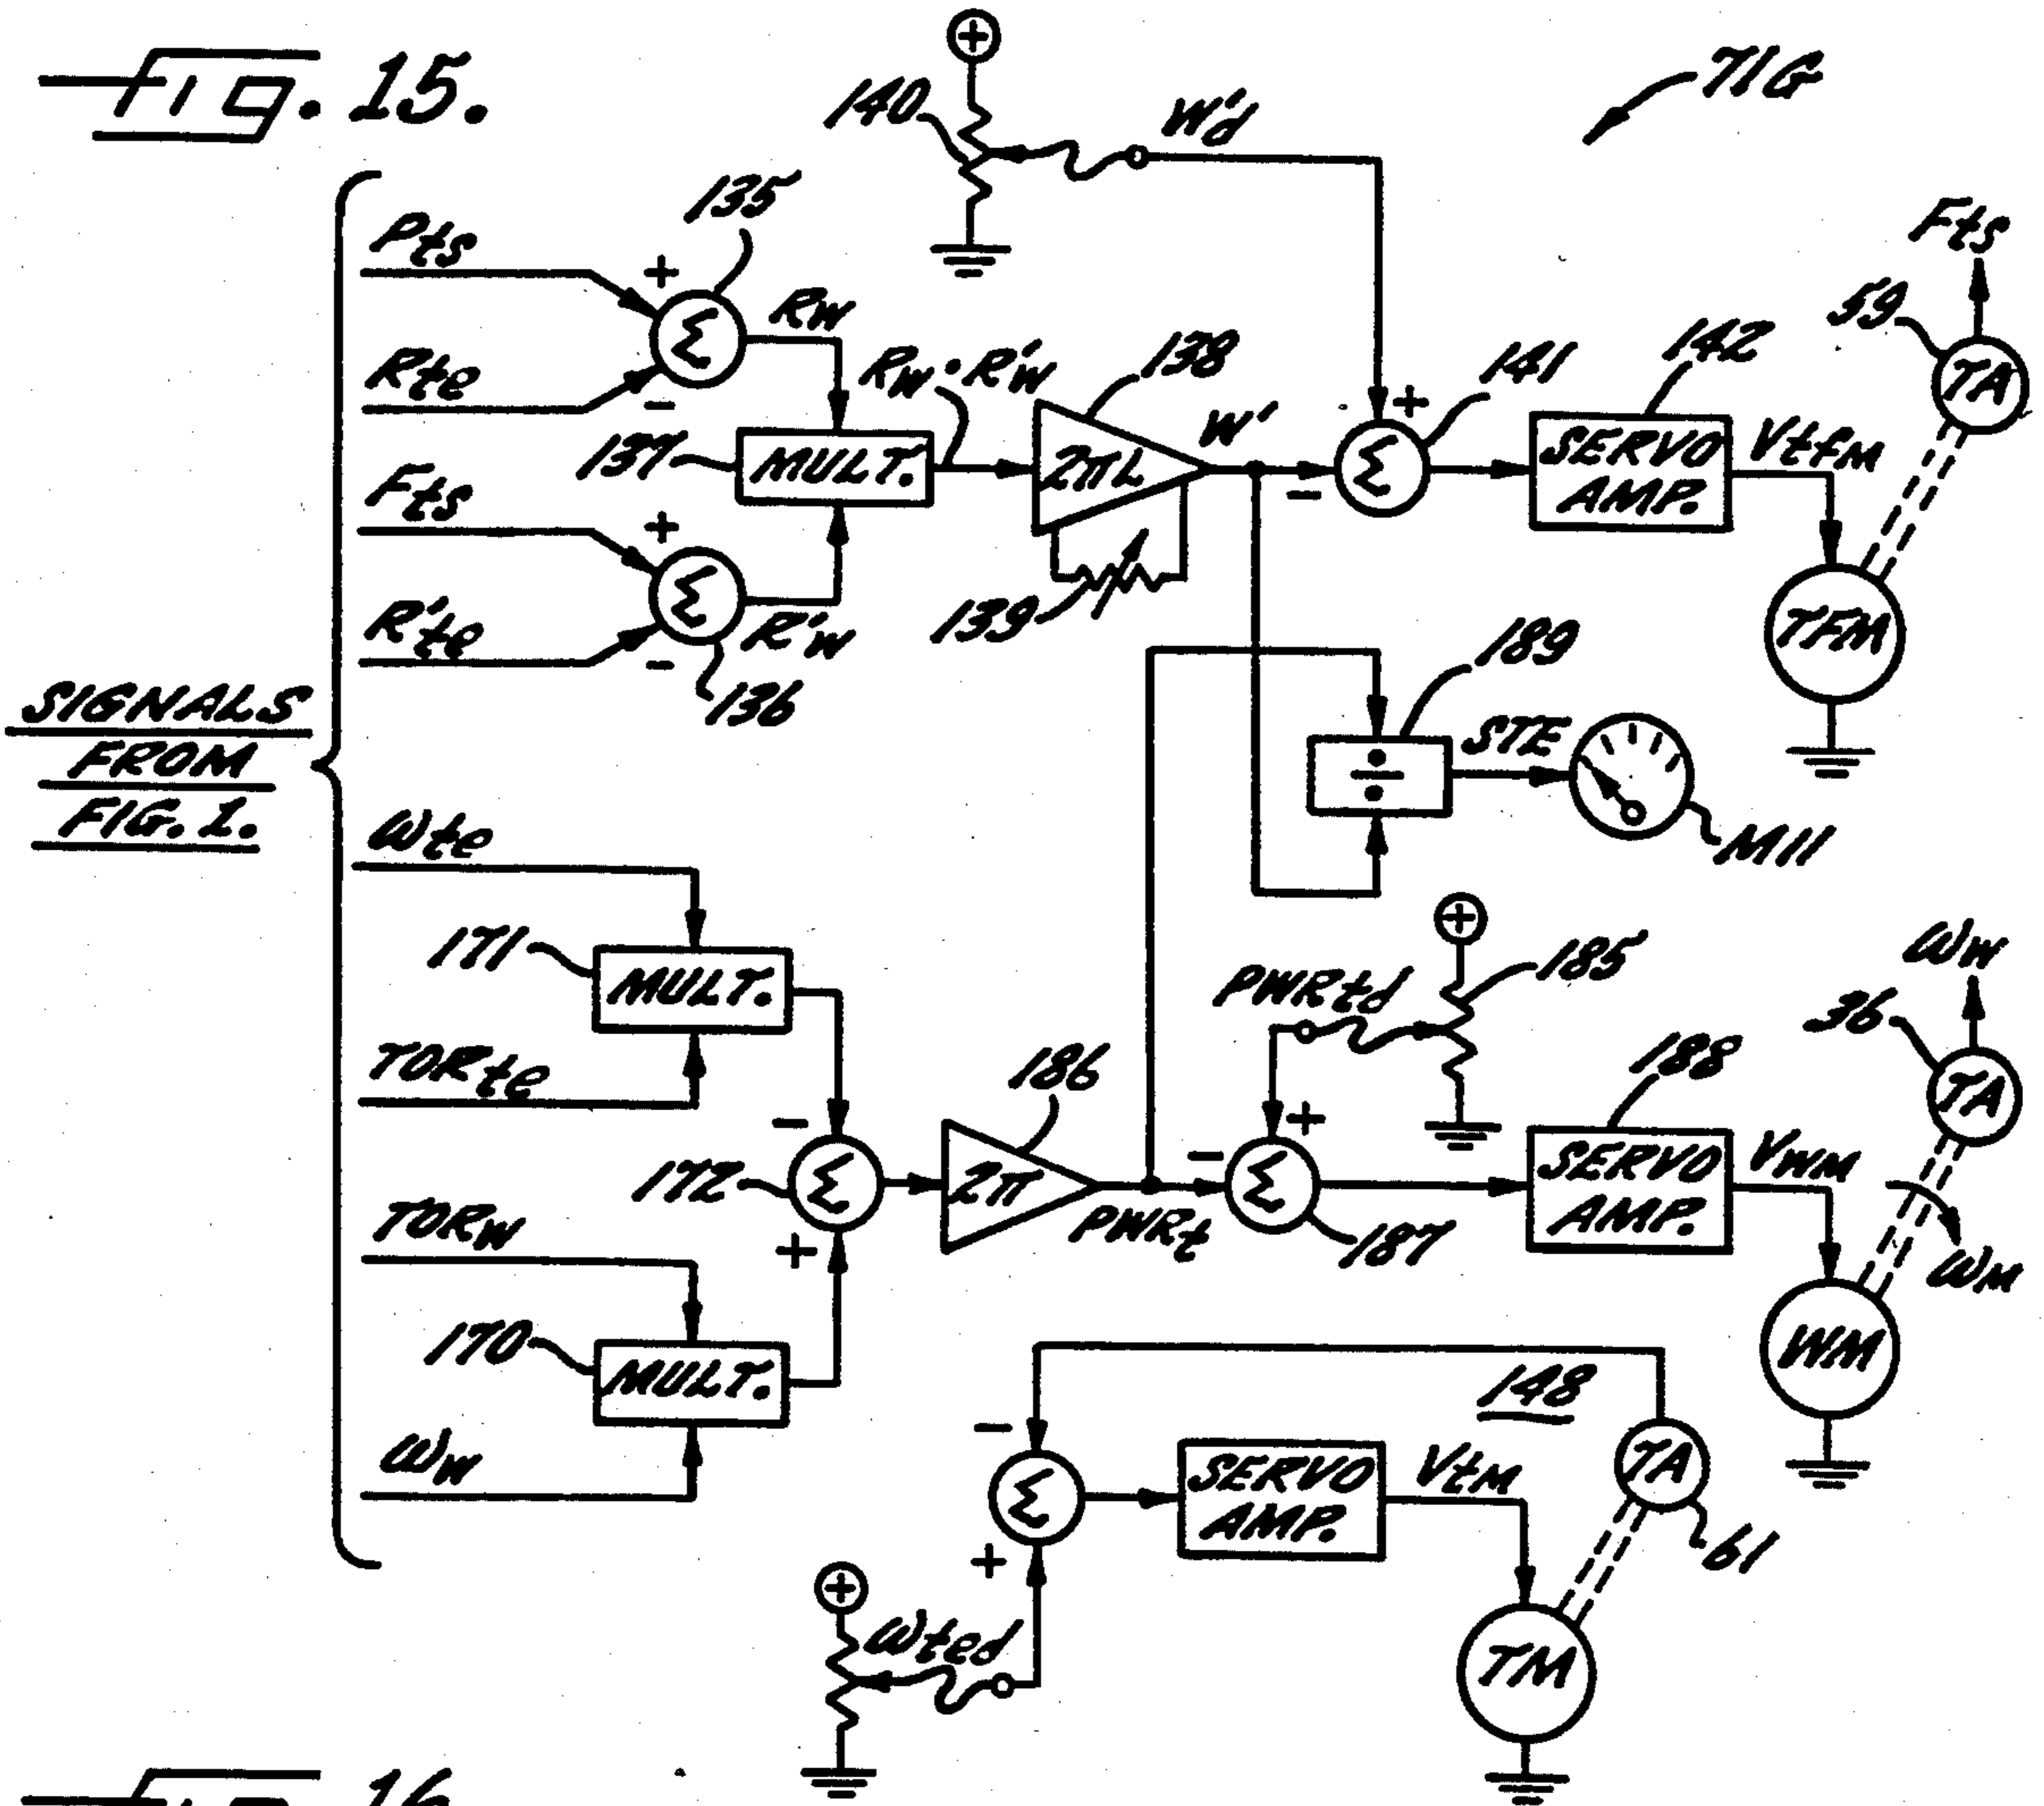 Fig. 15.
71G
140
W'd
135
Pts
+
Rte
-
Σ
RW
Fts
+
R'te
-
Σ
R'W
136
137
MULT.
RW·R'W
138
2πL
139
W'
+
-
Σ
141
142
SERVO
AMP.
VtfM
TFM
59
TA
Fts
SIGNALS
FROM
FIG. 1.
189
÷
STE
M11
ωte
171
MULT.
TORte
-
172
Σ
+
TORW
170
MULT.
ωW
186
2π
PWRt
PWRtd
185
+
-
Σ
187
188
SERVO
AMP.
VWM
WM
ωM
36
TA
ωW
148
-
Σ
+
SERVO
AMP.
VtM
TA
61
TM
+
ωted
16